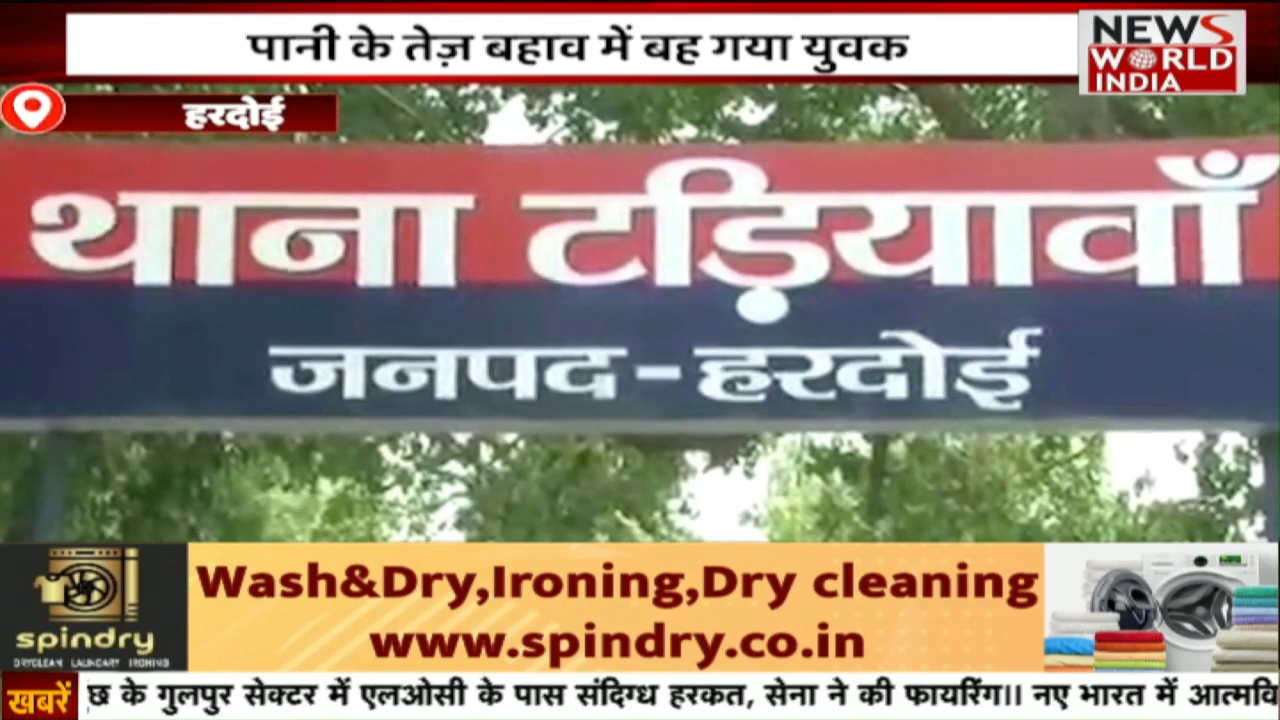 पानी के तेज़ बहाव में बह गया युवक
NEWS
WORLD
INDIA
हरदोई
थाना टड़ियावाँ
जनपद-हरदोई
spindry
DRYCLEAN LAUNDARY IRONING
Wash&Dry,Ironing,Dry cleaning
www.spindry.co.in
खबरें
छ के गुलपुर सेक्टर में एलओसी के पास संदिग्ध हरकत, सेना ने की फायरिंग।। नए भारत में आत्मवि